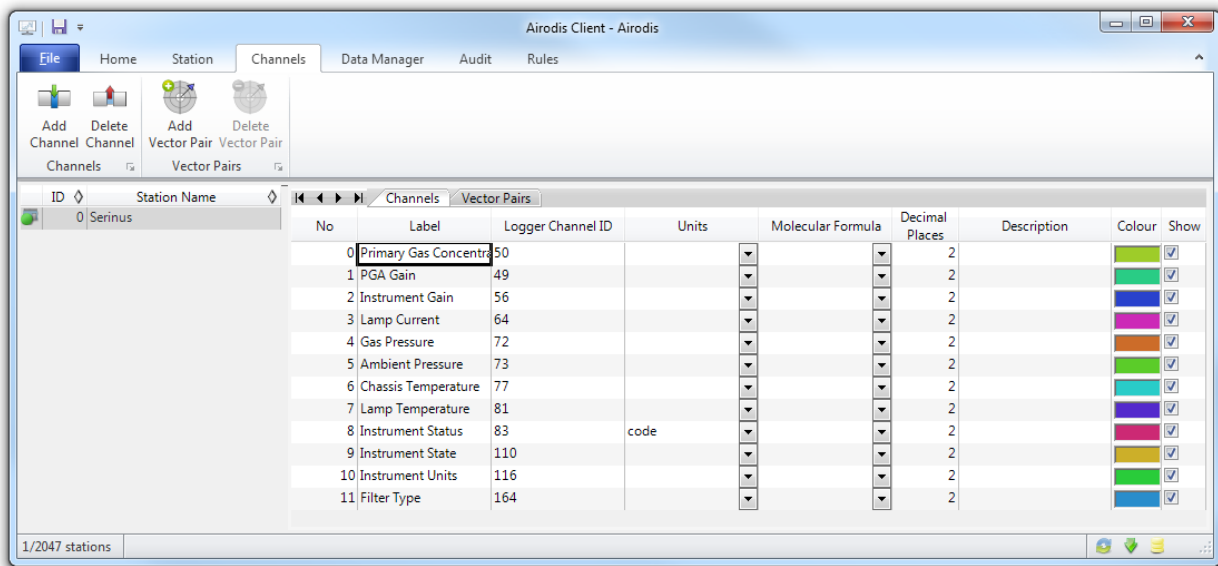 Airodis Client - Airodis
File Home Station Channels Data Manager Audit Rules
Add Channel Delete Channel Add Vector Pair Delete Vector Pair
Channels Vector Pairs
ID Station Name
0 Serinus
Channels Vector Pairs
No Label Logger Channel ID Units Molecular Formula Decimal Places Description Colour Show
0 Primary Gas Concentra 50 2
1 PGA Gain 49 2
2 Instrument Gain 56 2
3 Lamp Current 64 2
4 Gas Pressure 72 2
5 Ambient Pressure 73 2
6 Chassis Temperature 77 2
7 Lamp Temperature 81 2
8 Instrument Status 83 code 2
9 Instrument State 110 2
10 Instrument Units 116 2
11 Filter Type 164 2
1/2047 stations